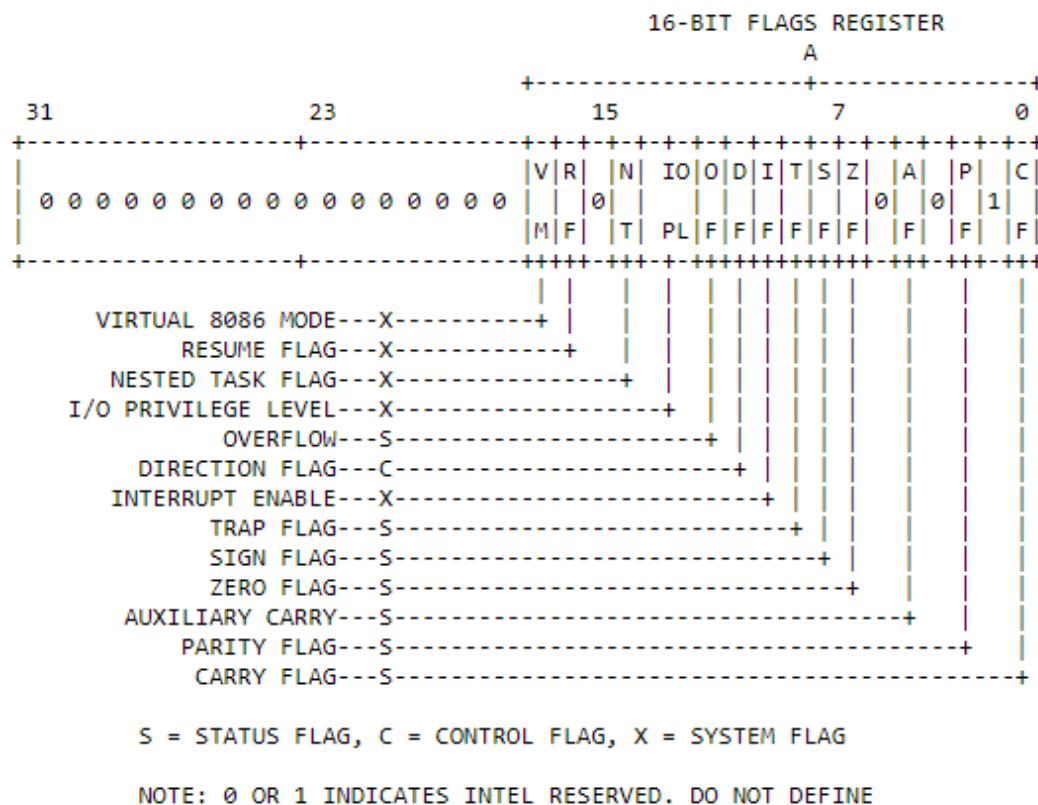 16-BIT FLAGS REGISTER
                                                        A
                                    +-------------------+---------------+
 31                  23                  15               7            0
+-------------------+---------------+-+-+-+-+-+-+-+-+-+-+-+-+-+-+-+-+-+-+
|                                   |V|R| |N| IO|O|D|I|T|S|Z| |A| |P| |C|
| 0 0 0 0 0 0 0 0 0 0 0 0 0 0 0 0 0 | | |0| |   | | | | | | |0| |0| |1| |
|                                   |M|F| |T| PL|F|F|F|F|F|F| |F| |F| |F|
+-------------------+---------------+++++-+++-+-+++++++++++++-+++-+++-+++
                                     | |   |  |  | | | | | |   |   |   |
     VIRTUAL 8086 MODE---X----------+ |   |  |  | | | | | |   |   |   |
           RESUME FLAG---X------------+   |  |  | | | | | |   |   |   |
      NESTED TASK FLAG---X----------------+  |  | | | | | |   |   |   |
   I/O PRIVILEGE LEVEL---X-------------------+  | | | | | |   |   |   |
              OVERFLOW---S----------------------+ | | | | |   |   |   |
        DIRECTION FLAG---C------------------------+ | | | |   |   |   |
      INTERRUPT ENABLE---X--------------------------+ | | |   |   |   |
             TRAP FLAG---S----------------------------+ | |   |   |   |
             SIGN FLAG---S------------------------------+ |   |   |   |
             ZERO FLAG---S--------------------------------+   |   |   |
       AUXILIARY CARRY---S------------------------------------+   |   |
           PARITY FLAG---S----------------------------------------+   |
            CARRY FLAG---S--------------------------------------------+
S = STATUS FLAG, C = CONTROL FLAG, X = SYSTEM FLAG
NOTE: 0 OR 1 INDICATES INTEL RESERVED. DO NOT DEFINE